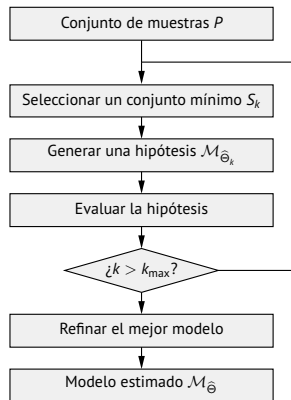 Conjunto de muestras P
Seleccionar un conjunto mínimo Sₖ
Generar una hipótesis ℳ_Θ̂ₖ
Evaluar la hipótesis
¿k > kₘₐₓ?
Refinar el mejor modelo
Modelo estimado ℳ_Θ̂